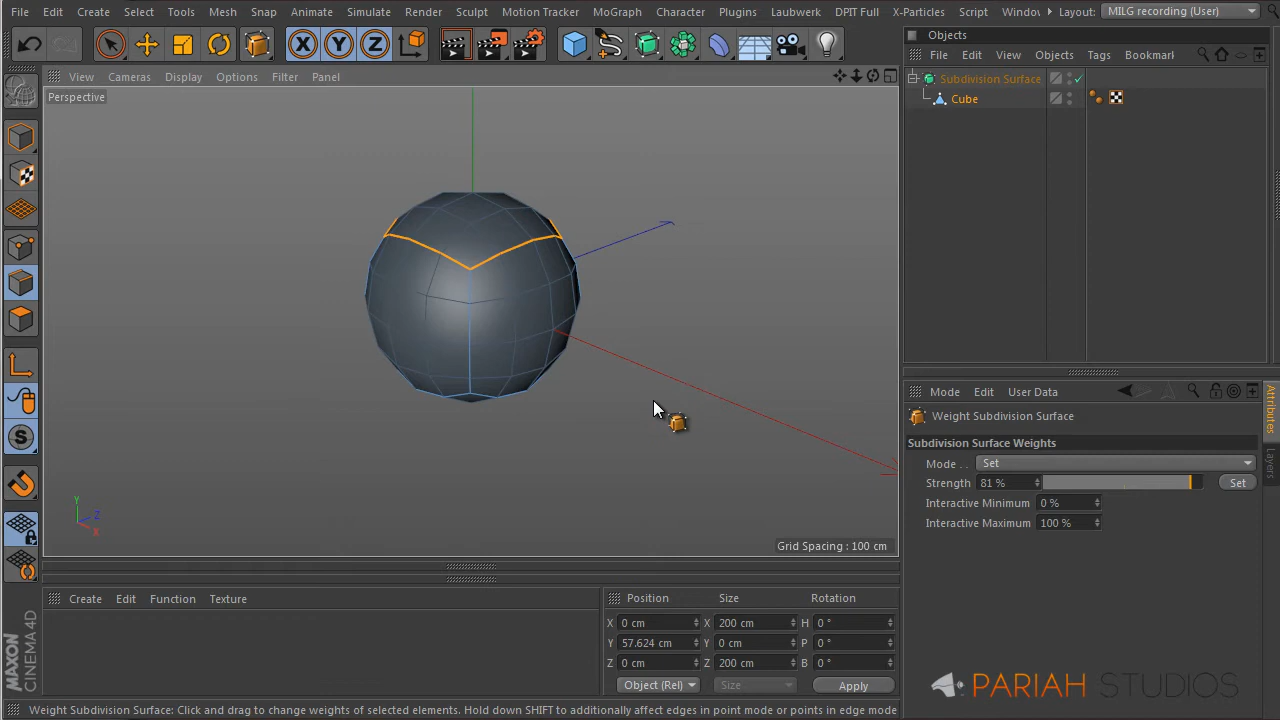 File Edit Create Select Tools Mesh Snap Animate Simulate Render Sculpt Motion Tracker MoGraph Character Plugins Laubwerk DPIT Full X-Particles Script Windov Layout: MILG recording (User)
X Y Z
Objects
File Edit View Objects Tags Bookmarl
Subdivision Surface
Cube
View Cameras Display Options Filter Panel
Perspective
Y
Z
X
Grid Spacing : 100 cm
Mode Edit User Data
Attributes
Layers
Weight Subdivision Surface
Subdivision Surface Weights
Mode . . Set
Strength 81 % Set
Interactive Minimum 0 %
Interactive Maximum 100 %
S
MAXON
CINEMA 4D
Create Edit Function Texture
Position Size Rotation
X 0 cm X 200 cm H 0 °
Y 57.624 cm Y 0 cm P 0 °
Z 0 cm Z 200 cm B 0 °
Object (Rel) Size Apply
PARIAH STUDIOS
Weight Subdivision Surface: Click and drag to change weights of selected elements. Hold down SHIFT to additionally affect edges in point mode or points in edge mode